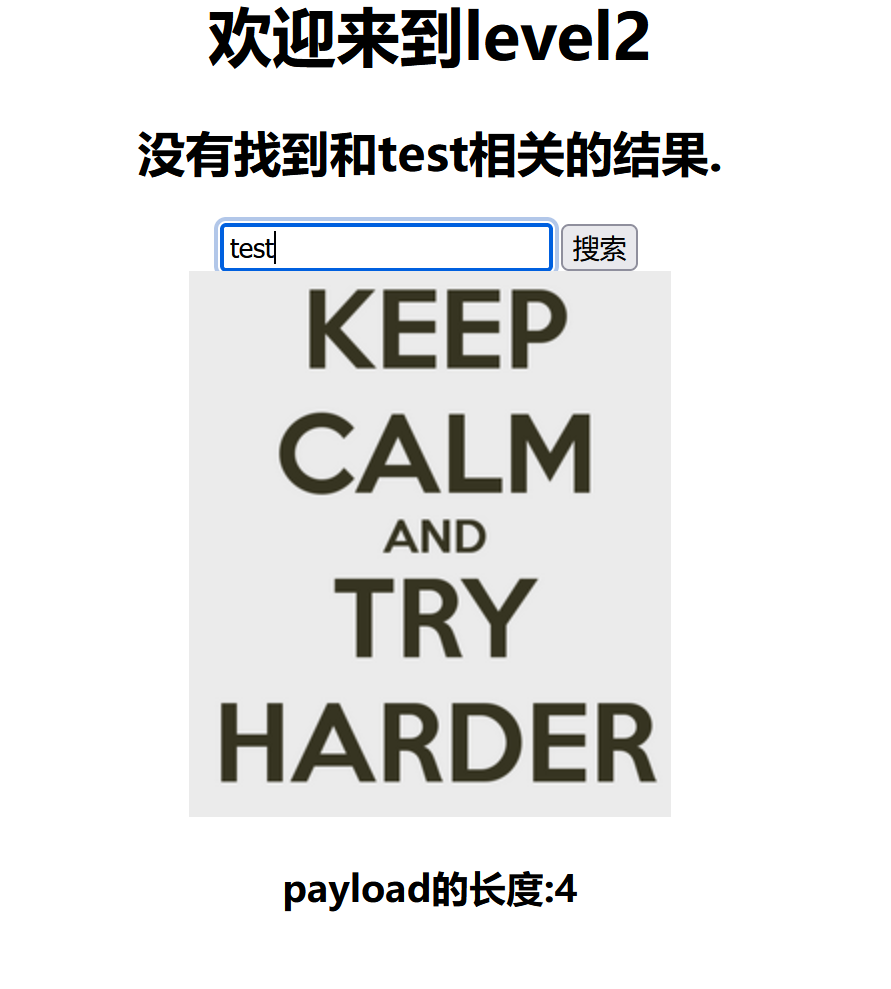 欢迎来到level2
没有找到和test相关的结果.
test 搜索
KEEP
CALM
AND
TRY
HARDER
payload的长度:4